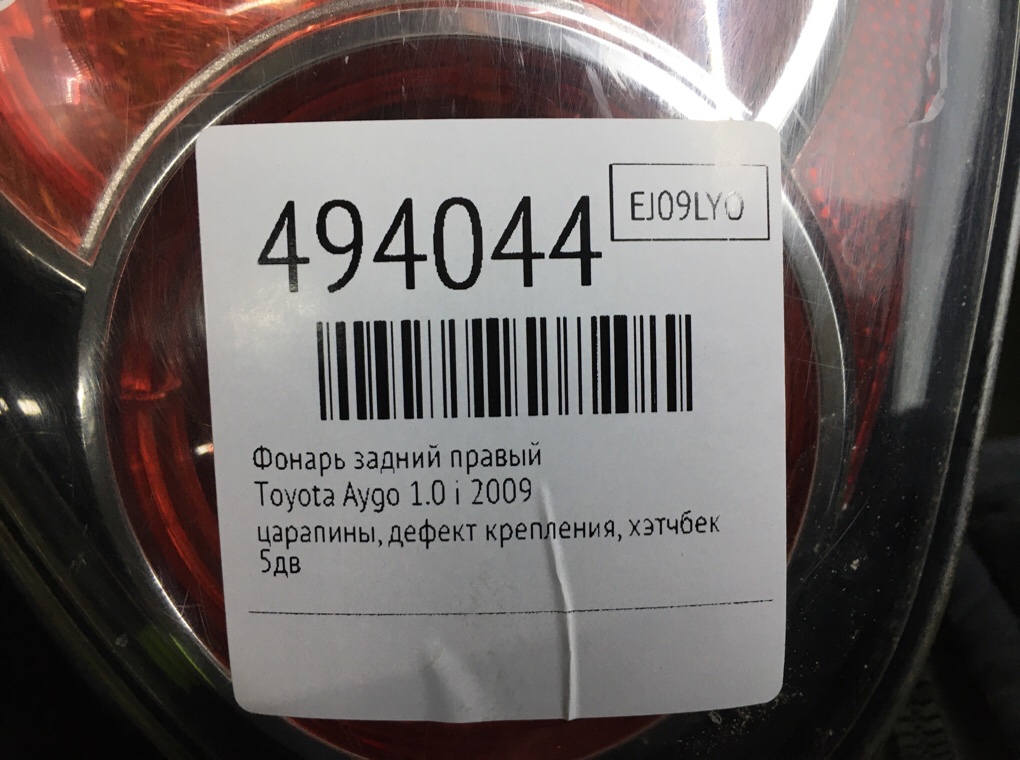 EJ09LYO
494044
Фонарь задний правый
Toyota Aygo 1.0 i 2009
царапины, дефект крепления, хэтчбек
5дв